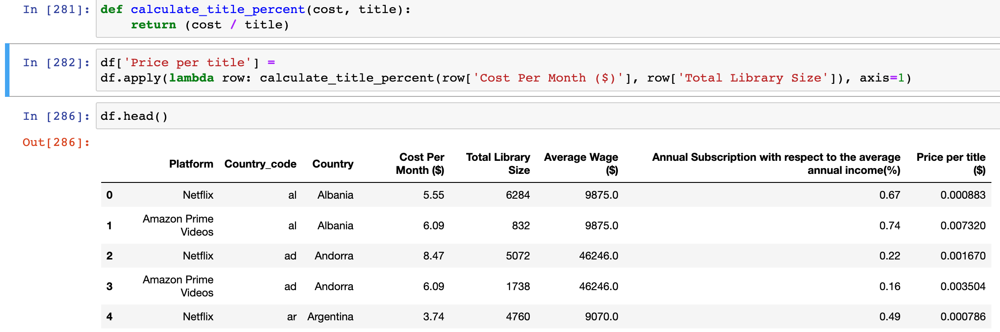 In [281]: def calculate_title_percent(cost, title):
    return (cost / title)
In [282]: df['Price per title'] =
df.apply(lambda row: calculate_title_percent(row['Cost Per Month ($)'], row['Total Library Size']), axis=1)
In [286]: df.head()
Out[286]:
Platform Country_code Country Cost Per Month ($) Total Library Size Average Wage ($) Annual Subscription with respect to the average annual income(%) Price per title ($)
0 Netflix al Albania 5.55 6284 9875.0 0.67 0.000883
1 Amazon Prime Videos al Albania 6.09 832 9875.0 0.74 0.007320
2 Netflix ad Andorra 8.47 5072 46246.0 0.22 0.001670
3 Amazon Prime Videos ad Andorra 6.09 1738 46246.0 0.16 0.003504
4 Netflix ar Argentina 3.74 4760 9070.0 0.49 0.000786